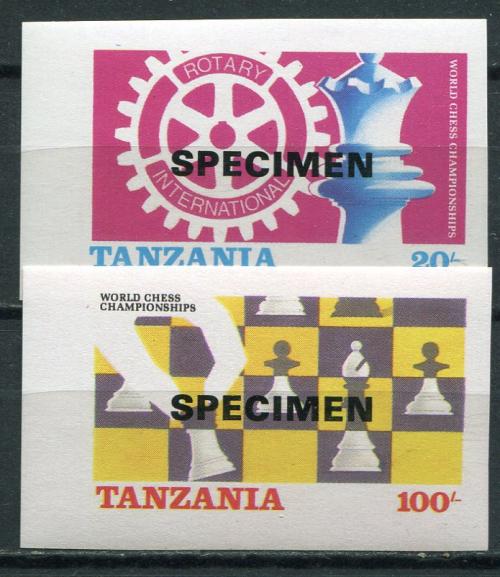 ROTARY
INTERNATIONAL
WORLD CHESS CHAMPIONSHIPS
SPECIMEN
TANZANIA 20/-
WORLD CHESS
CHAMPIONSHIPS
SPECIMEN
TANZANIA 100/-